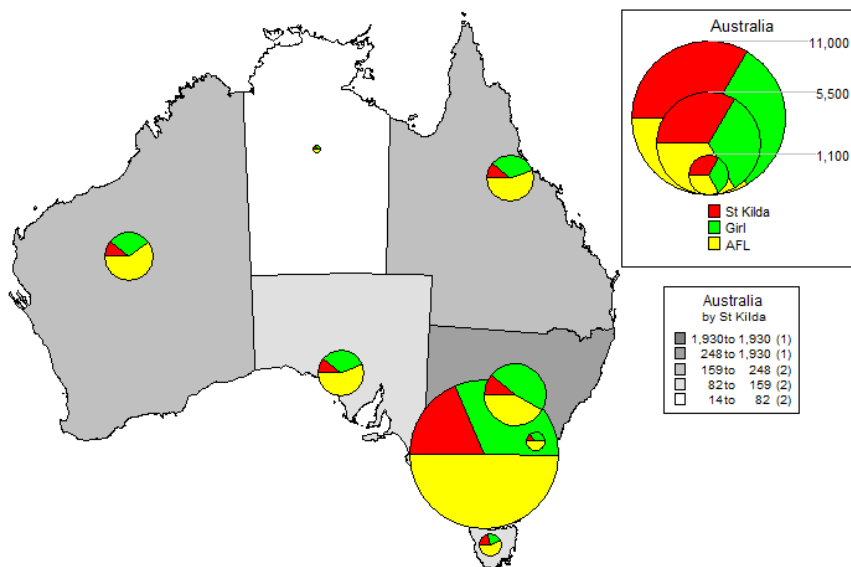 Australia
11,000
5,500
1,100
St Kilda
Girl
AFL
Australia
by St Kilda
1,930 to 1,930 (1)
248 to 1,930 (1)
159 to 248 (2)
82 to 159 (2)
14 to 82 (2)